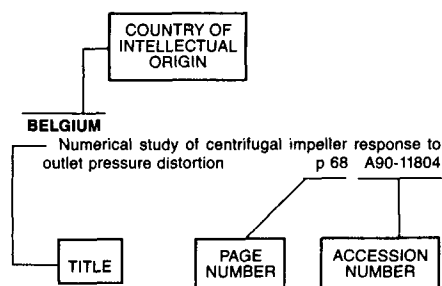 COUNTRY OF
INTELLECTUAL
ORIGIN
BELGIUM
Numerical study of centrifugal impeller response to
outlet pressure distortion p 68 A90-11804
TITLE
PAGE
NUMBER
ACCESSION
NUMBER